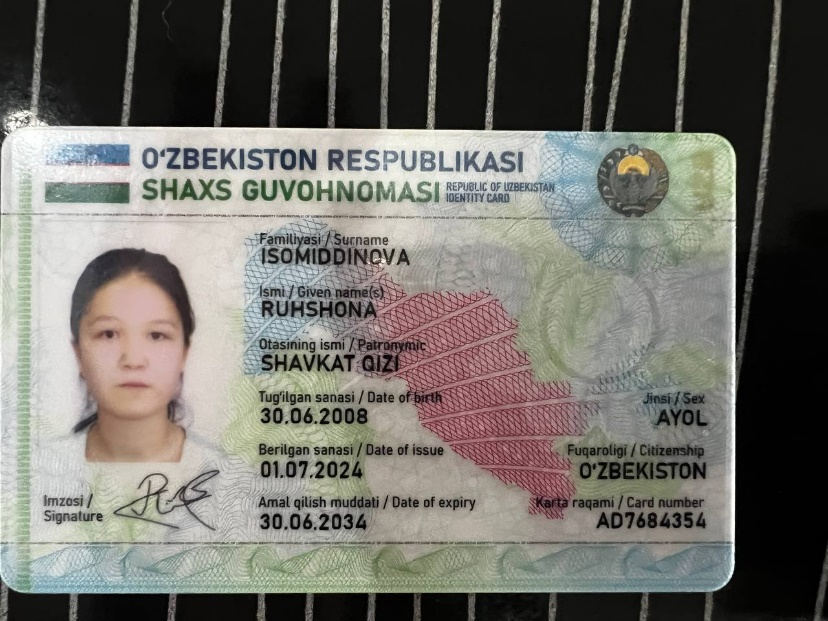 O‘ZBEKISTON RESPUBLIKASI
SHAXS GUVOHNOMASI REPUBLIC OF UZBEKISTAN
IDENTITY CARD
Familiyasi / Surname
ISOMIDDINOVA
Ismi / Given name(s)
RUHSHONA
Otasining ismi / Patronymic
SHAVKAT QIZI
Tug‘ilgan sanasi / Date of birth
30.06.2008
Jinsi / Sex
AYOL
Berilgan sanasi / Date of issue
01.07.2024
Fuqaroligi / Citizenship
O‘ZBEKISTON
Imzosi /
Signature
Amal qilish muddati / Date of expiry
30.06.2034
Karta raqami / Card number
AD7684354